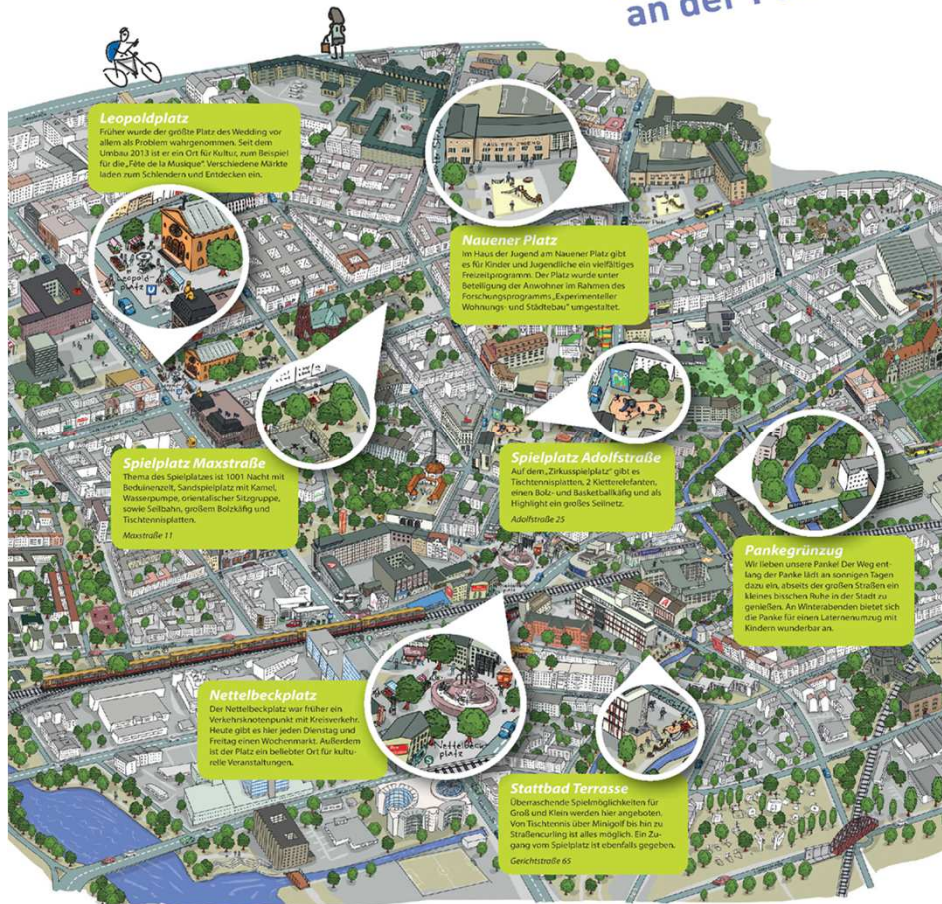 an der
Leopoldplatz
Früher wurde der größte Platz des Wedding vor
allem als Problem wahrgenommen. Seit dem
Umbau 2013 ist er ein Ort für Kultur, zum Beispiel
für die „Fête de la Musique“. Verschiedene Märkte
laden zum Schlendern und Entdecken ein.
Leopold-
platz
HAUS DER JUGEND
Nauener Platz
Im Haus der Jugend am Nauener Platz gibt
es für Kinder und Jugendliche ein vielfältiges
Freizeitprogramm. Der Platz wurde unter
Beteiligung der Anwohner im Rahmen des
Forschungsprogramms „Experimenteller
Wohnungs- und Städtebau“ umgestaltet.
Spielplatz Maxstraße
Thema des Spielplatzes ist 1001 Nacht mit
Beduinenzelt, Sandspielplatz mit Kamel,
Wasserpumpe, orientalischer Sitzgruppe,
sowie Seilbahn, großem Bolzkäfig und
Tischtennisplatten.
Maxstraße 11
Spielplatz Adolfstraße
Auf dem „Zirkusspielplatz“ gibt es
Tischtennisplatten, 2 Kletterelefanten,
einen Bolz- und Basketballkäfig und als
Highlight ein großes Seilnetz.
Adolfstraße 25
Pankegrünzug
Wir lieben unsere Panke! Der Weg ent-
lang der Panke lädt an sonnigen Tagen
dazu ein, abseits der großen Straßen ein
kleines bisschen Ruhe in der Stadt zu
genießen. An Winterabenden bietet sich
die Panke für einen Laternenumzug mit
Kindern wunderbar an.
Nettelbeckplatz
Der Nettelbeckplatz war früher ein
Verkehrsknotenpunkt mit Kreisverkehr.
Heute gibt es hier jeden Dienstag und
Freitag einen Wochenmarkt. Außerdem
ist der Platz ein beliebter Ort für kultu-
relle Veranstaltungen.
Nettelbeck
platz
Stattbad Terrasse
Überraschende Spielmöglichkeiten für
Groß und Klein werden hier angeboten.
Von Tischtennis über Minigolf bis hin zu
Straßencurling ist alles möglich. Ein Zu-
gang vom Spielplatz ist ebenfalls gegeben.
Gerichtstraße 65